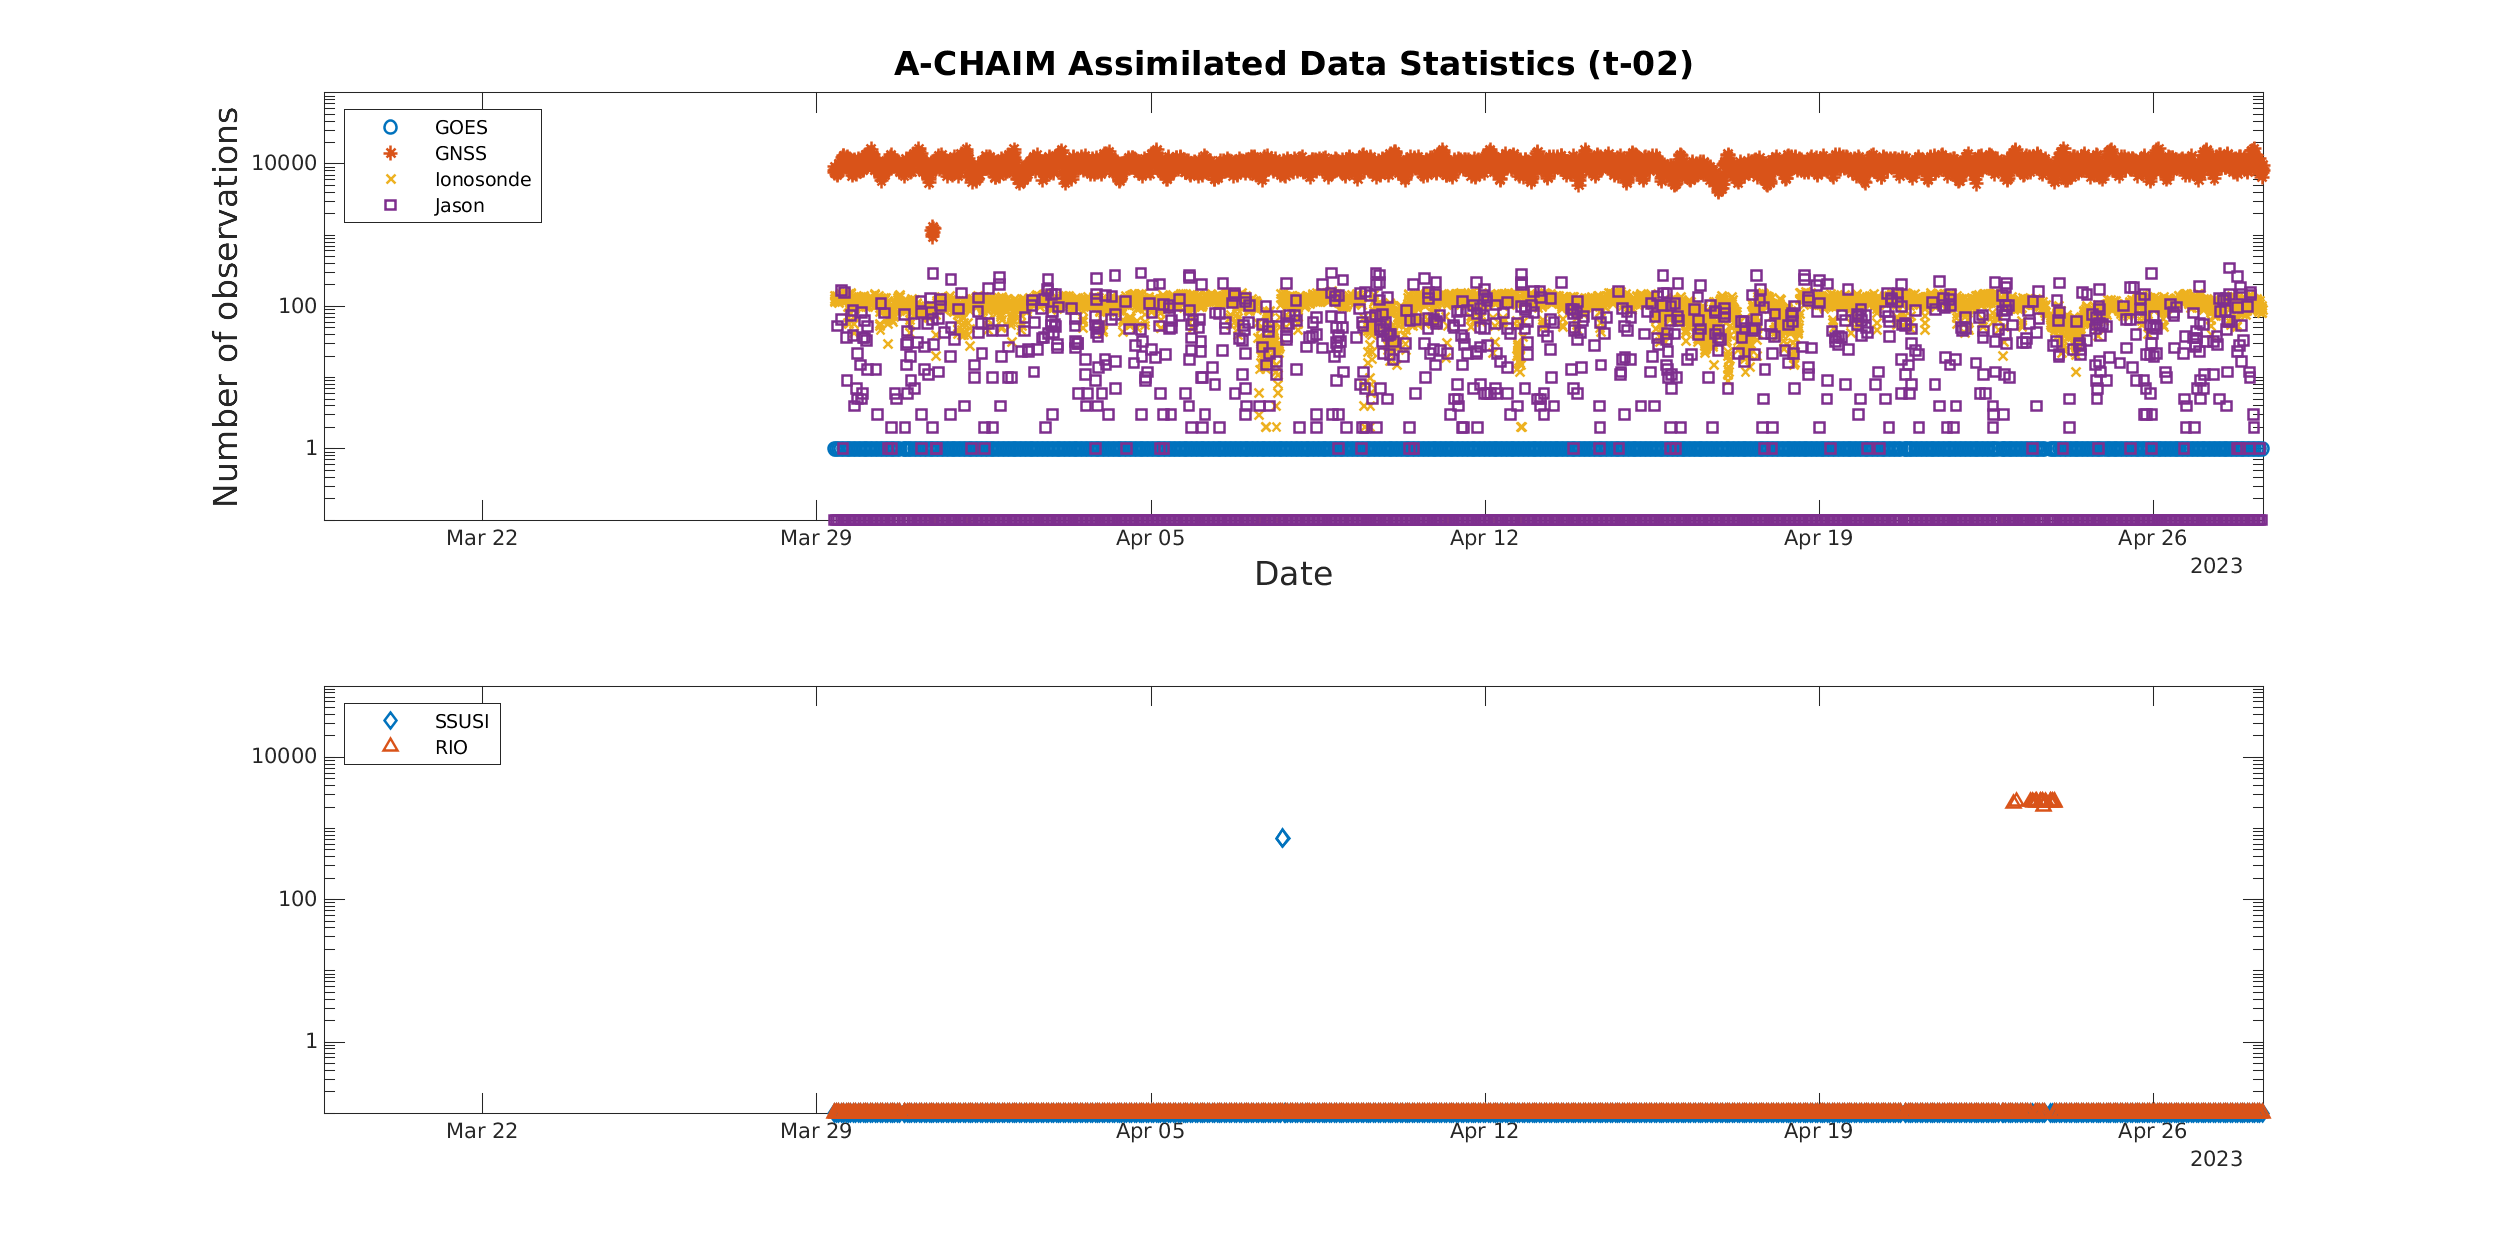 A-CHAIM Assimilated Data Statistics (t-02)
Number of observations
10000
100
1
GOES
GNSS
Ionosonde
Jason
Mar 22
Mar 29
Apr 05
Apr 12
Apr 19
Apr 26
2023
Date
10000
100
1
SSUSI
RIO
Mar 22
Mar 29
Apr 05
Apr 12
Apr 19
Apr 26
2023